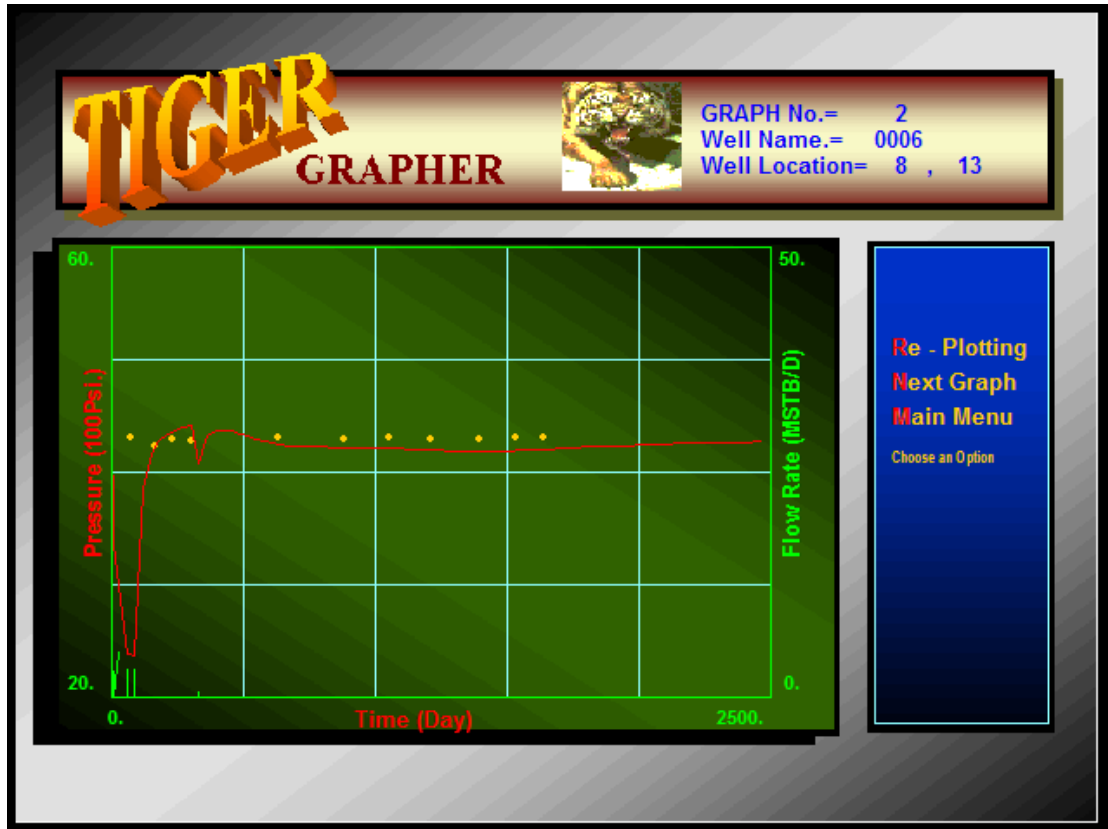 TIGER
GRAPHER
GRAPH No.= 2
Well Name.= 0006
Well Location= 8 , 13
60.
50.
Pressure (100Psi.)
Flow Rate (MSTB/D)
20.
0.
0.
Time (Day)
2500.
Re - Plotting
Next Graph
Main Menu
Choose an Option